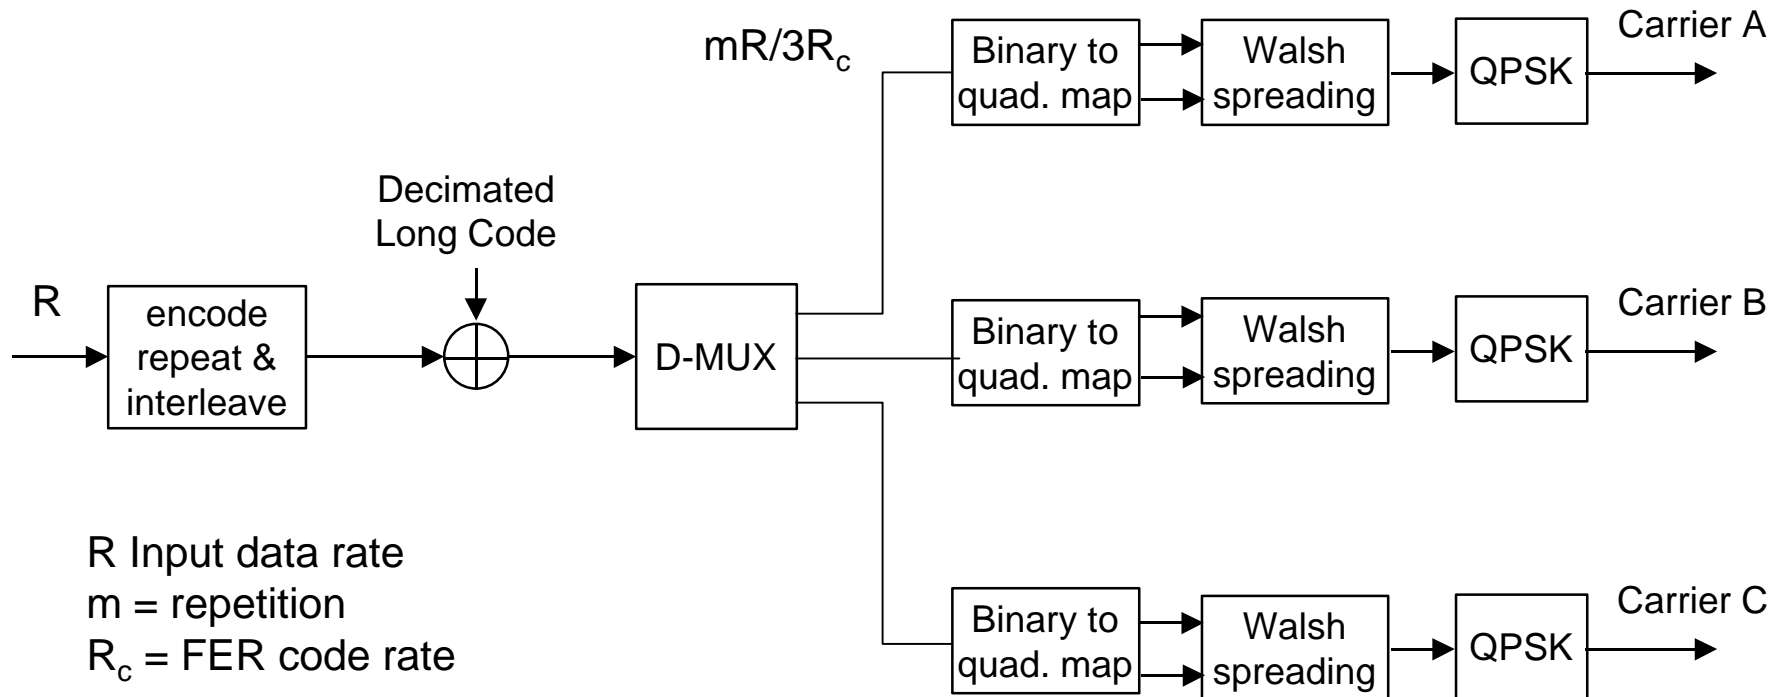 mR/3Rc
Binary to
quad. map
Walsh
spreading
QPSK
Carrier A
Decimated
Long Code
R
encode
repeat &
interleave
D-MUX
Binary to
quad. map
Walsh
spreading
QPSK
Carrier B
R Input data rate
m = repetition
Rc = FER code rate
Binary to
quad. map
Walsh
spreading
QPSK
Carrier C